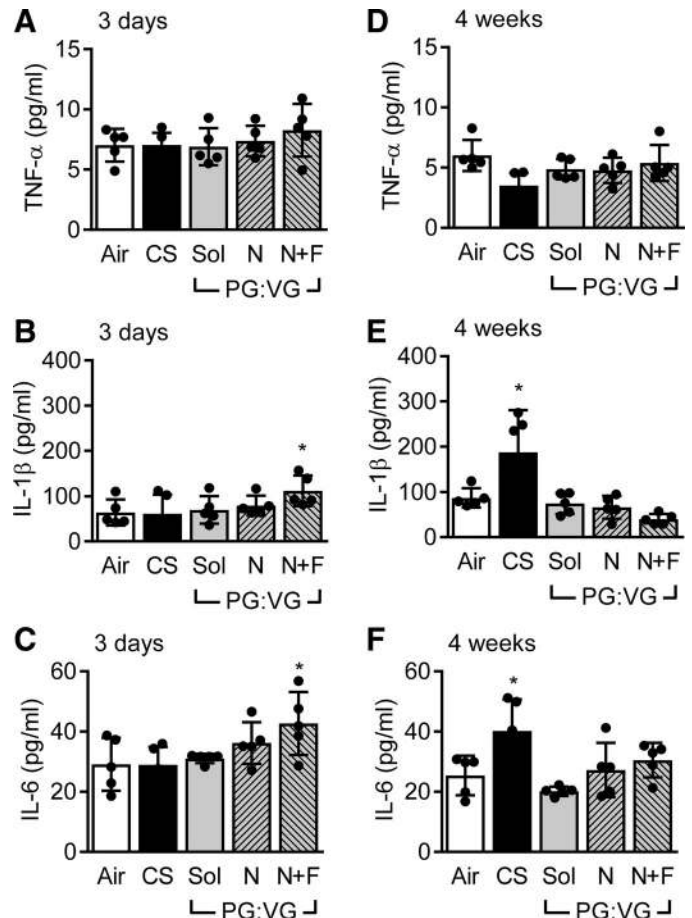 A 3 days
TNF-α (pg/ml)
15
10
5
0
Air CS Sol N N+F
PG:VG
D 4 weeks
TNF-α (pg/ml)
15
10
5
0
Air CS Sol N N+F
PG:VG
B 3 days
IL-1β (pg/ml)
400
300
200
100
0
*
Air CS Sol N N+F
PG:VG
E 4 weeks
IL-1β (pg/ml)
400
300
200
100
0
*
Air CS Sol N N+F
PG:VG
C 3 days
IL-6 (pg/ml)
60
40
20
0
*
Air CS Sol N N+F
PG:VG
F 4 weeks
IL-6 (pg/ml)
60
40
20
0
*
Air CS Sol N N+F
PG:VG